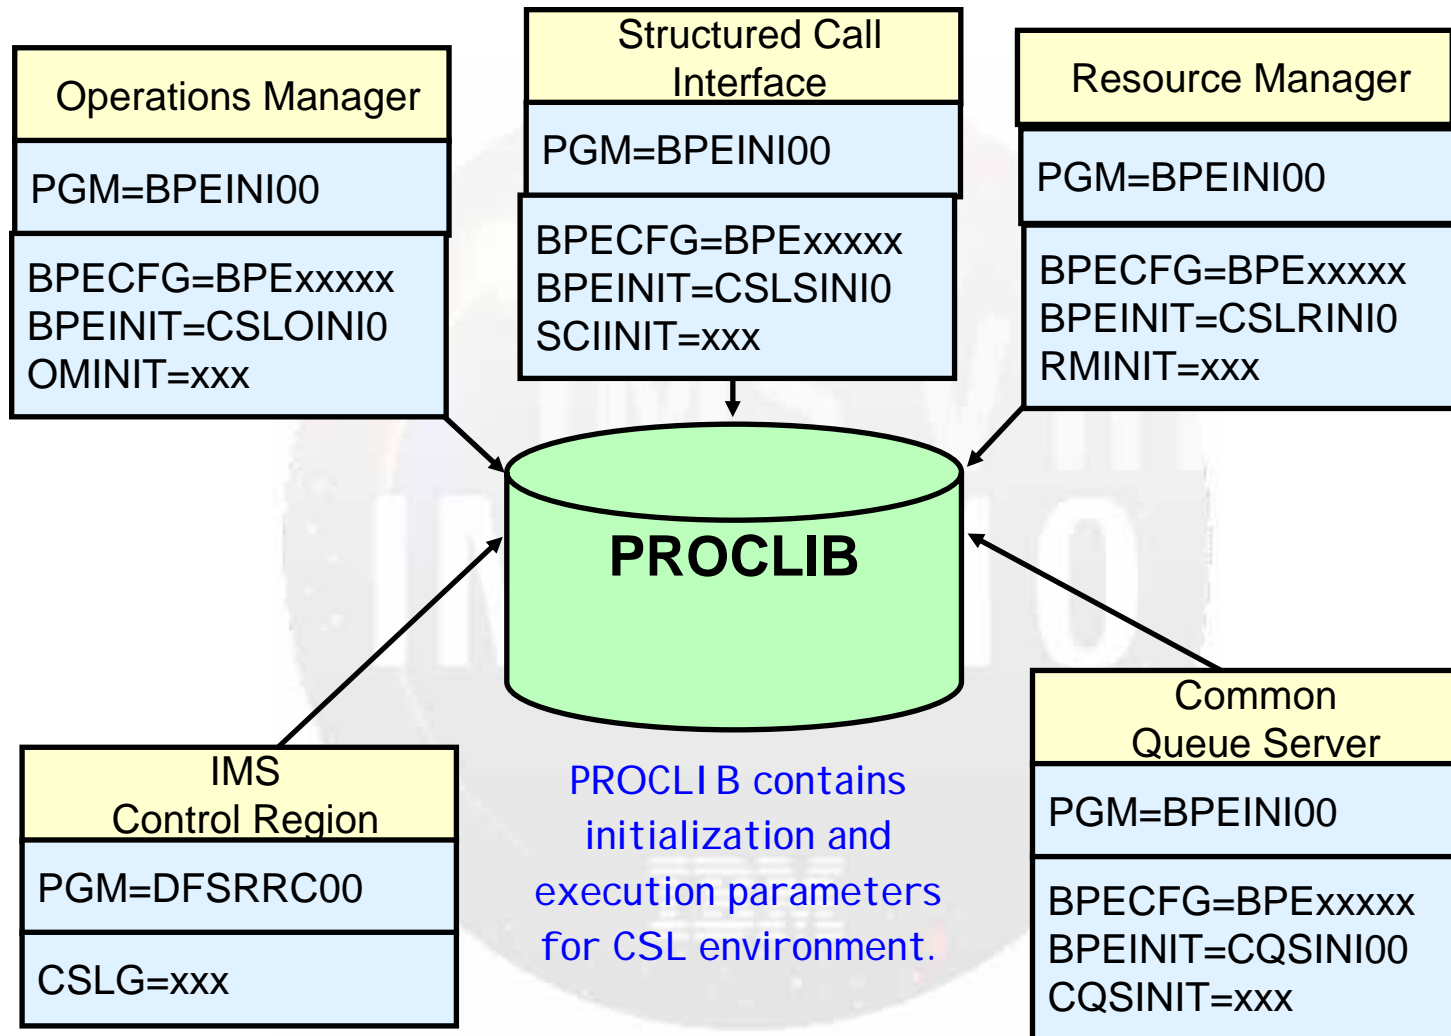 Operations Manager
PGM=BPEINI00
BPECFG=BPExxxxx
BPEINIT=CSLOINI0
OMINIT=xxx
Structured Call
Interface
PGM=BPEINI00
BPECFG=BPExxxxx
BPEINIT=CSLSINI0
SCIINIT=xxx
Resource Manager
PGM=BPEINI00
BPECFG=BPExxxxx
BPEINIT=CSLRINI0
RMINIT=xxx
PROCLIB
IMS
Control Region
PGM=DFSRRC00
CSLG=xxx
PROCLIB contains
initialization and
execution parameters
for CSL environment.
Common
Queue Server
PGM=BPEINI00
BPECFG=BPExxxxx
BPEINIT=CQSINI00
CQSINIT=xxx